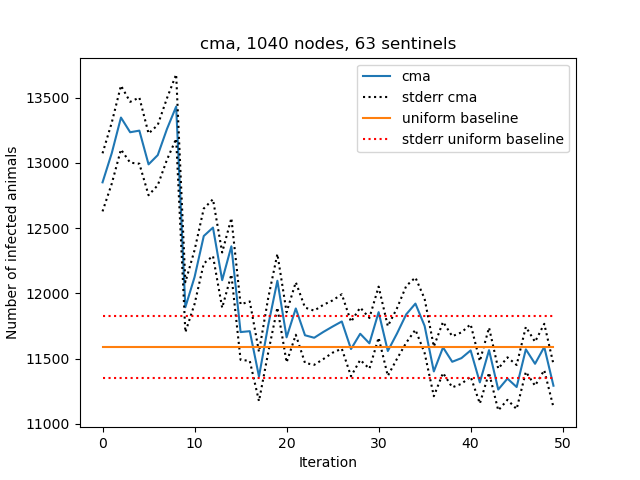 cma, 1040 nodes, 63 sentinels
cma
stderr cma
uniform baseline
stderr uniform baseline
Number of infected animals
13500
13000
12500
12000
11500
11000
0 10 20 30 40 50
Iteration